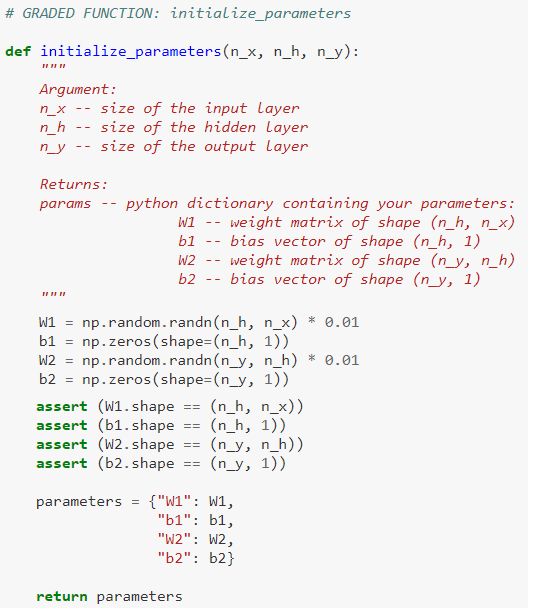 # GRADED FUNCTION: initialize_parameters
def initialize_parameters(n_x, n_h, n_y):
"""
Argument:
n_x -- size of the input layer
n_h -- size of the hidden layer
n_y -- size of the output layer
Returns:
params -- python dictionary containing your parameters:
W1 -- weight matrix of shape (n_h, n_x)
b1 -- bias vector of shape (n_h, 1)
W2 -- weight matrix of shape (n_y, n_h)
b2 -- bias vector of shape (n_y, 1)
"""
W1 = np.random.randn(n_h, n_x) * 0.01
b1 = np.zeros(shape=(n_h, 1))
W2 = np.random.randn(n_y, n_h) * 0.01
b2 = np.zeros(shape=(n_y, 1))
assert (W1.shape == (n_h, n_x))
assert (b1.shape == (n_h, 1))
assert (W2.shape == (n_y, n_h))
assert (b2.shape == (n_y, 1))
parameters = {"W1": W1,
"b1": b1,
"W2": W2,
"b2": b2}
return parameters